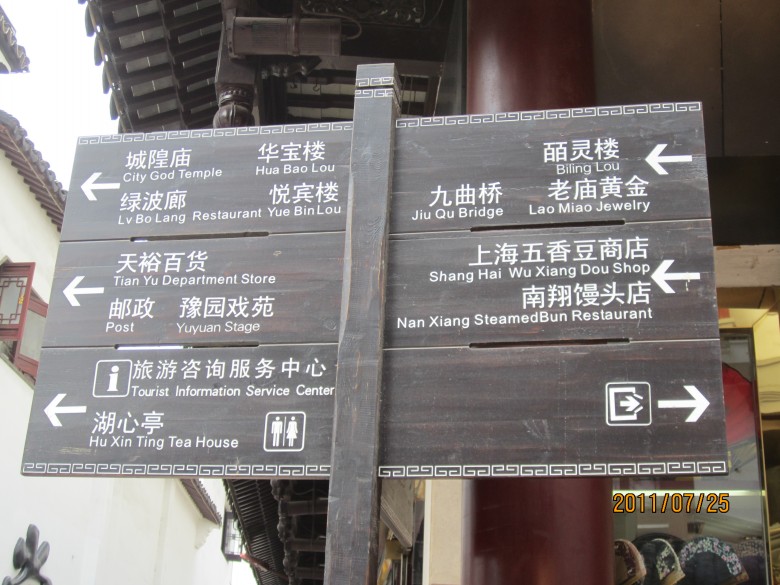 城隍庙 华宝楼
City God Temple Hua Bao Lou
绿波廊 悦宾楼
Lv Bo Lang Restaurant Yue Bin Lou
天裕百货
Tian Yu Department Store
邮政 豫园戏苑
Post Yuyuan Stage
旅游咨询服务中心
Tourist Information Service Center
湖心亭
Hu Xin Ting Tea House
皕灵楼
Biling Lou
九曲桥 老庙黄金
Jiu Qu Bridge Lao Miao Jewelry
上海五香豆商店
Shang Hai Wu Xiang Dou Shop
南翔馒头店
Nan Xiang SteamedBun Restaurant
2011/07/25